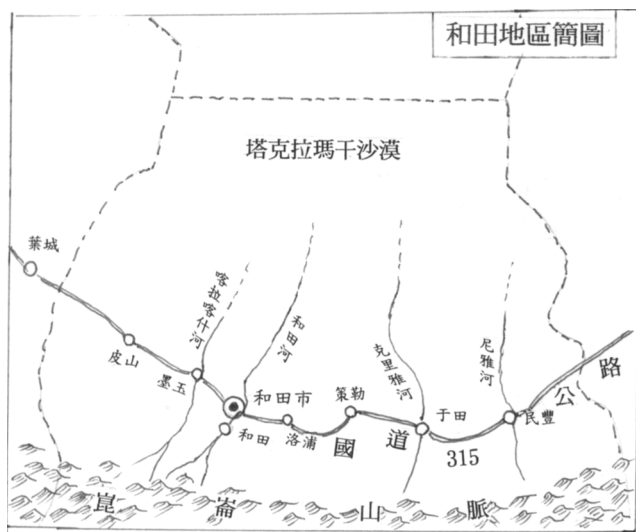 和田地區簡圖
塔克拉瑪干沙漠
葉城
喀拉喀什河
和田河
克里雅河
尼雅河
皮山
墨玉
和田市
和田
洛浦
策勒
于田
民豐
國道
315
公路
崑崙山脈